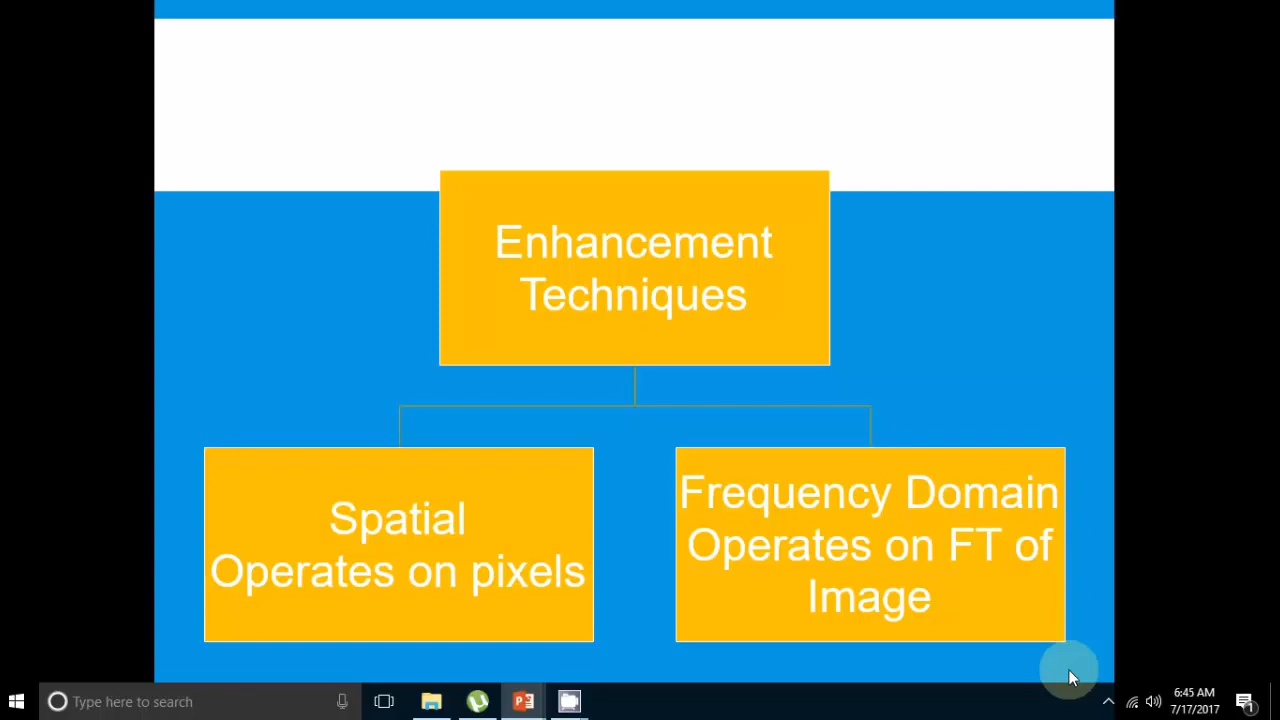 Enhancement
Techniques
Spatial
Operates on pixels
Frequency Domain
Operates on FT of
Image
Type here to search
6:45 AM
7/17/2017
1